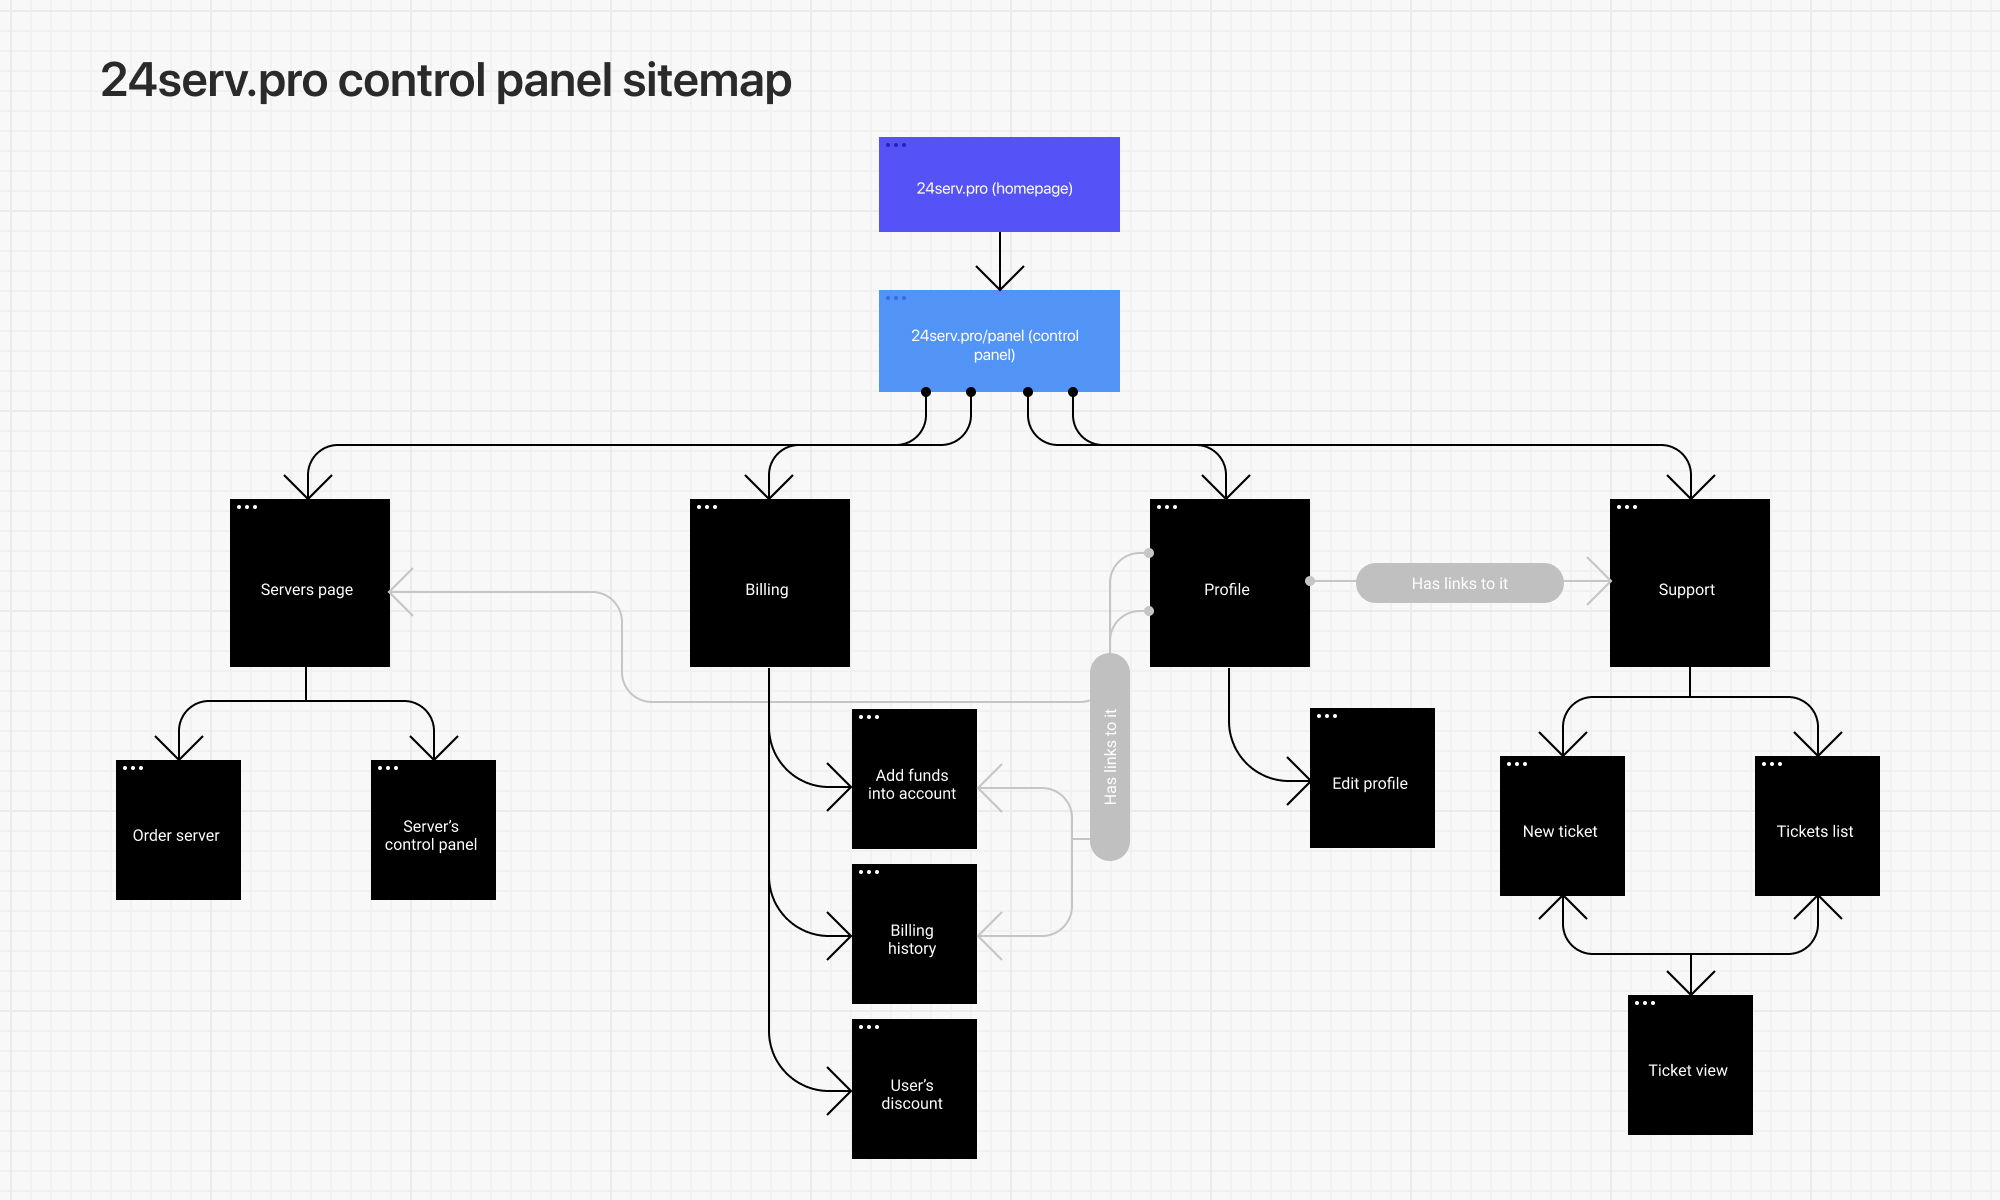 24serv.pro control panel sitemap
24serv.pro (homepage)
24serv.pro/panel (control
panel)
Servers page
Billing
Profile
Has links to it
Support
Has links to it
Order server
Server’s
control panel
Add funds
into account
Billing
history
User’s
discount
Edit profile
New ticket
Tickets list
Ticket view